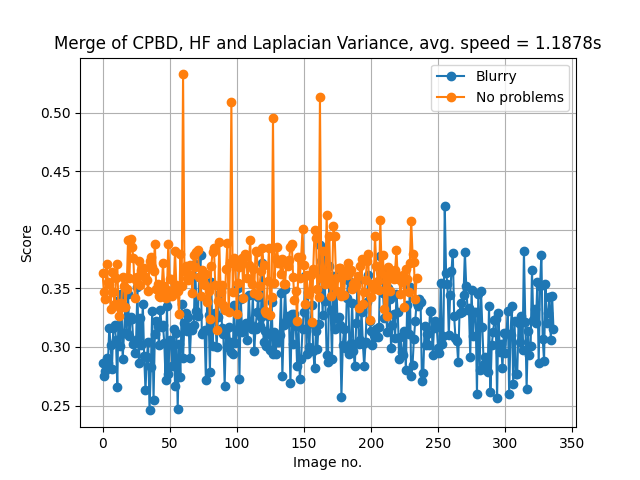 Merge of CPBD, HF and Laplacian Variance, avg. speed = 1.1878s
Blurry
No problems
Score
0.50
0.45
0.40
0.35
0.30
0.25
0
50
100
150
200
250
300
350
Image no.